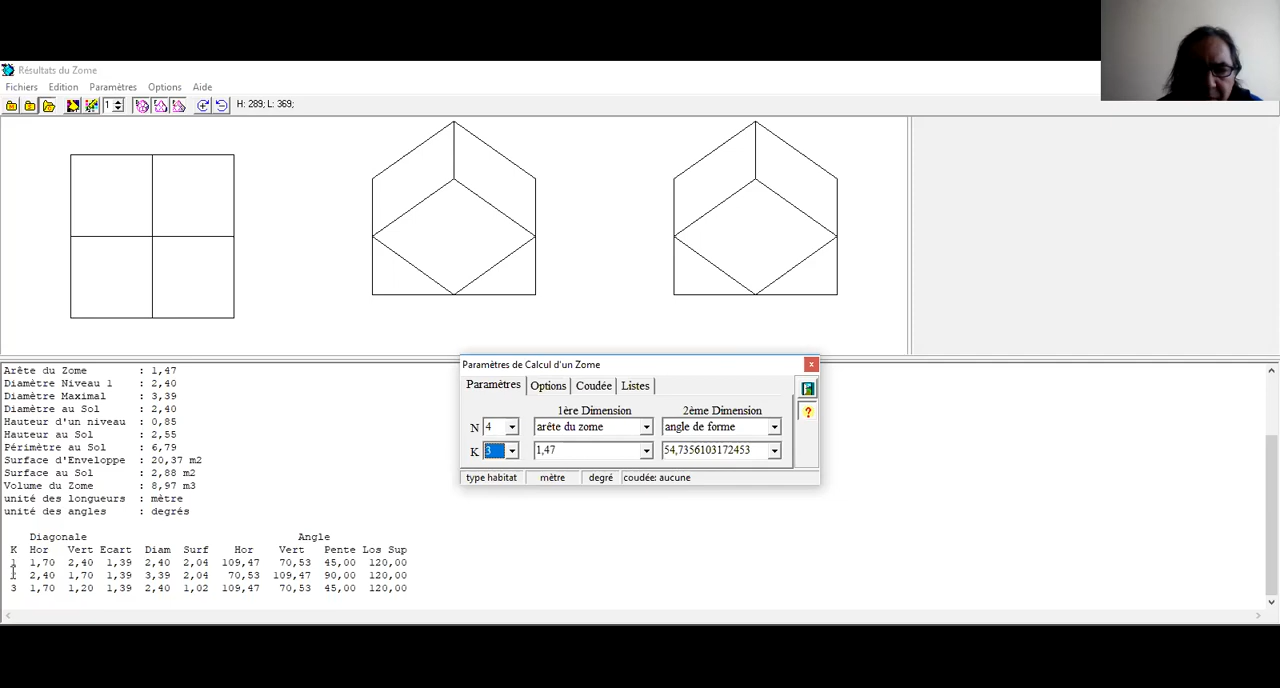 Résultats du Zome
Fichiers Edition Paramètres Options Aide
1 H: 289; L: 369;
Arête du Zome : 1,47
Diamètre Niveau 1 : 2,40
Diamètre Maximal : 3,39
Diamètre au Sol : 2,40
Hauteur d'un niveau : 0,85
Hauteur au Sol : 2,55
Périmètre au Sol : 6,79
Surface d'Enveloppe : 20,37 m2
Surface au Sol : 2,88 m2
Volume du Zome : 8,97 m3
unité des longueurs : mètre
unité des angles : degrés
Diagonale Angle
K Hor Vert Ecart Diam Surf Hor Vert Pente Los Sup
1 1,70 2,40 1,39 2,40 2,04 109,47 70,53 45,00 120,00
2 2,40 1,70 1,39 3,39 2,04 70,53 109,47 90,00 120,00
3 1,70 1,20 1,39 2,40 1,02 109,47 70,53 45,00 120,00
Paramètres de Calcul d'un Zome x
Paramètres Options Coudée Listes
1ère Dimension 2ème Dimension
N 4 arête du zome angle de forme ?
K 3 1,47 54,7356103172453
type habitat mètre degré coudée: aucune